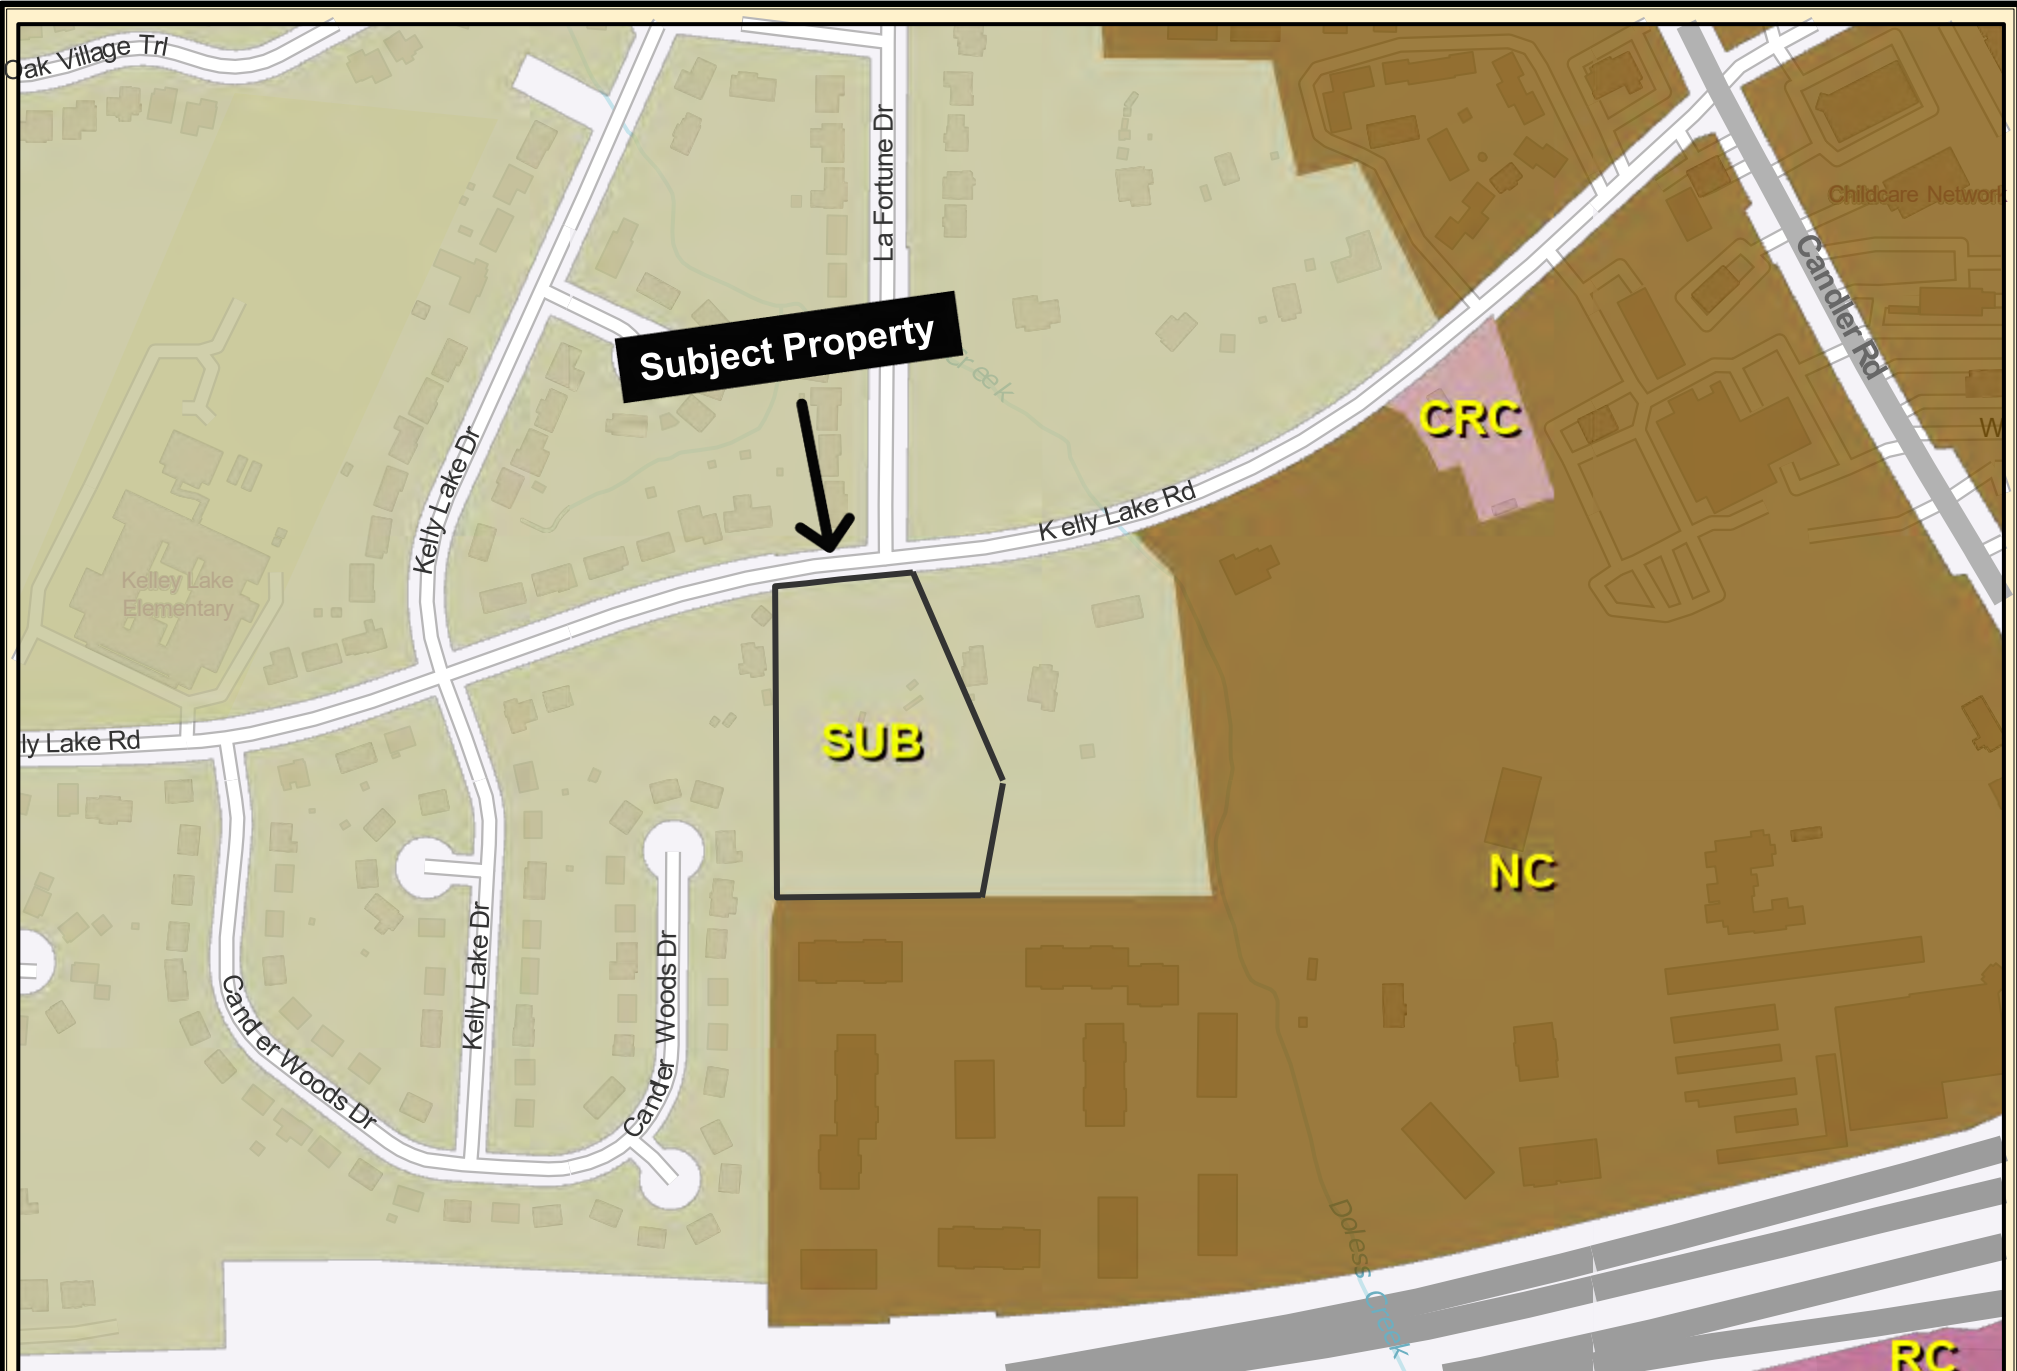 Oak Village Trl
La Fortune Dr
Childcare Network
Candler Rd
Subject Property
Creek
CRC
W
Kelly Lake Dr
K elly Lake Rd
Kelley Lake
Elementary
ly Lake Rd
SUB
NC
Kelly Lake Dr
Cand er Woods Dr
Cander Woods Dr
Doless Creek
RC